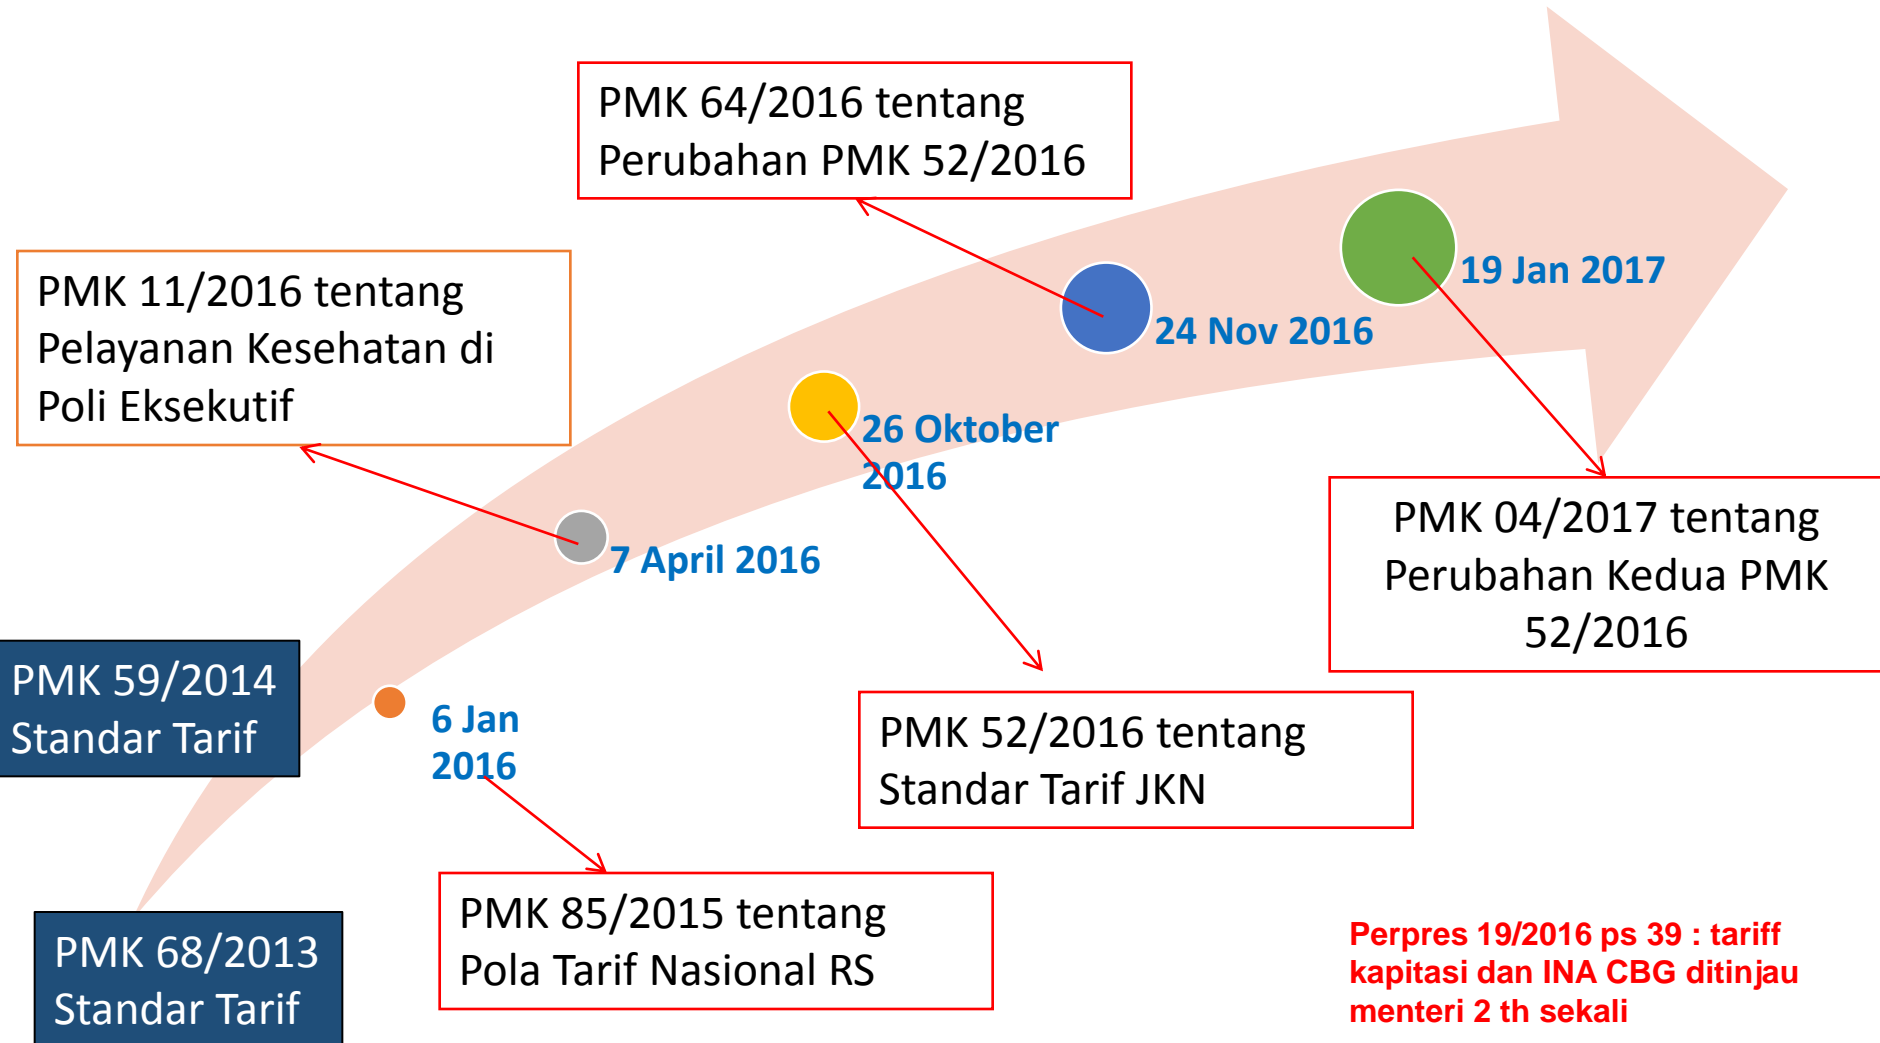 PMK 64/2016 tentang
Perubahan PMK 52/2016
19 Jan 2017
PMK 11/2016 tentang
Pelayanan Kesehatan di
Poli Eksekutif
24 Nov 2016
26 Oktober
2016
PMK 04/2017 tentang
Perubahan Kedua PMK
52/2016
7 April 2016
PMK 59/2014
Standar Tarif
6 Jan
2016
PMK 52/2016 tentang
Standar Tarif JKN
PMK 85/2015 tentang
Pola Tarif Nasional RS
PMK 68/2013
Standar Tarif
Perpres 19/2016 ps 39 : tariff
kapitasi dan INA CBG ditinjau
menteri 2 th sekali